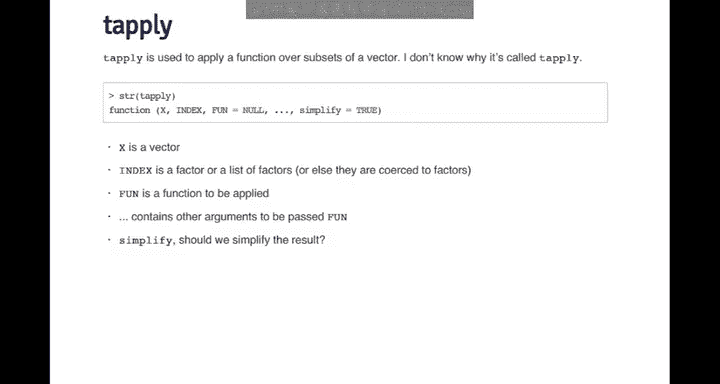 tapply
tapply is used to apply a function over subsets of a vector. I don't know why it's called tapply.
> str(tapply)
function (X, INDEX, FUN = NULL, ..., simplify = TRUE)
· X is a vector
· INDEX is a factor or a list of factors (or else they are coerced to factors)
· FUN is a function to be applied
· ... contains other arguments to be passed FUN
· simplify, should we simplify the result?